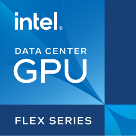 intel.
DATA CENTER
GPU
FLEX SERIES